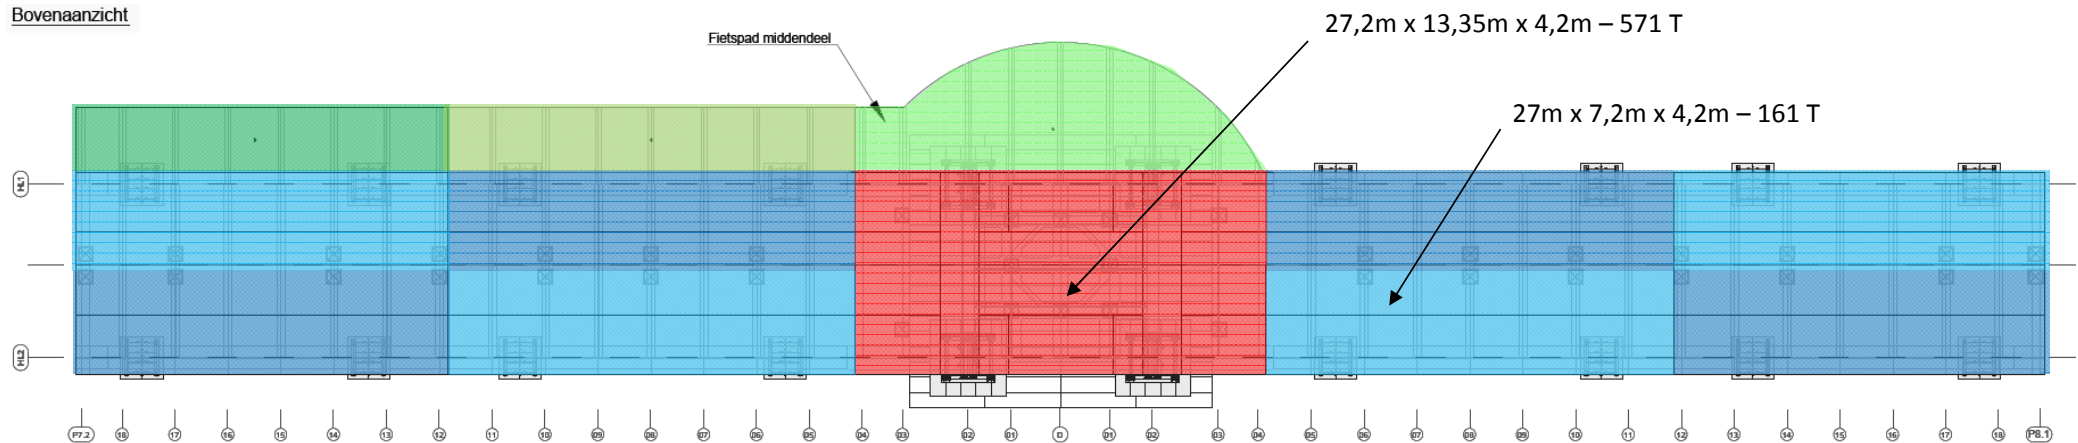 Bovenaanzicht
27,2m x 13,35m x 4,2m – 571 T
Fietspad middendeel
27m x 7,2m x 4,2m – 161 T
HL1
HL2
P7.2 18 17 16 15 14 13 12 11 10 09 08 07 06 05 04 03 02 01 0 01 02 03 04 05 06 07 08 09 10 11 12 13 14 15 16 17 18 P8.1